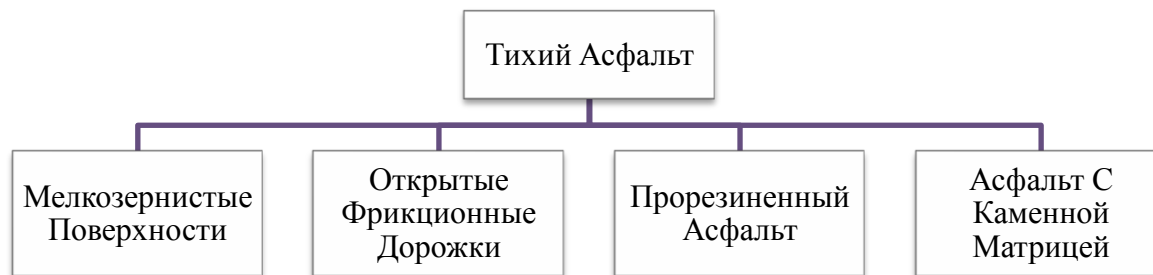 Тихий Асфальт
Мелкозернистые
Поверхности
Открытые
Фрикционные
Дорожки
Прорезиненный
Асфальт
Асфальт С
Каменной
Матрицей